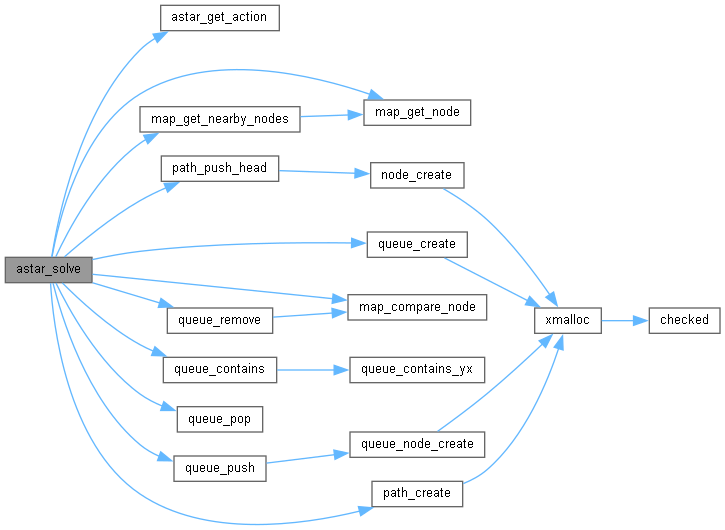 astar_get_action
map_get_node
map_get_nearby_nodes
path_push_head
node_create
queue_create
astar_solve
map_compare_node
queue_remove
xmalloc
checked
queue_contains
queue_contains_yx
queue_pop
queue_node_create
queue_push
path_create